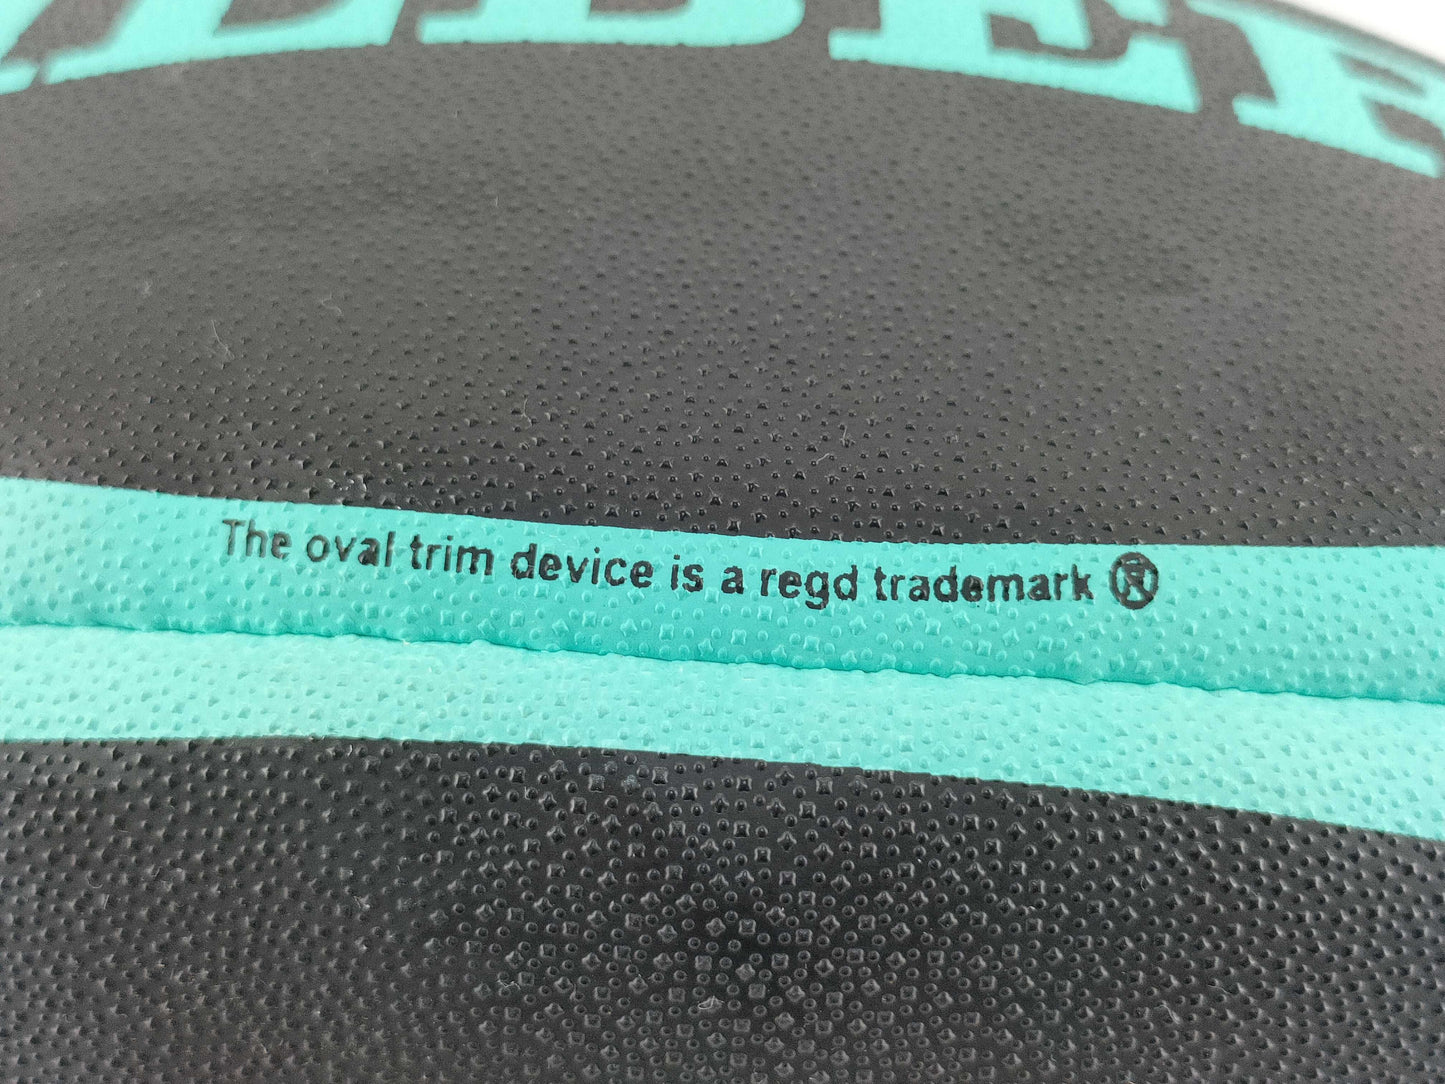 The oval trim device is a regd trademark ®